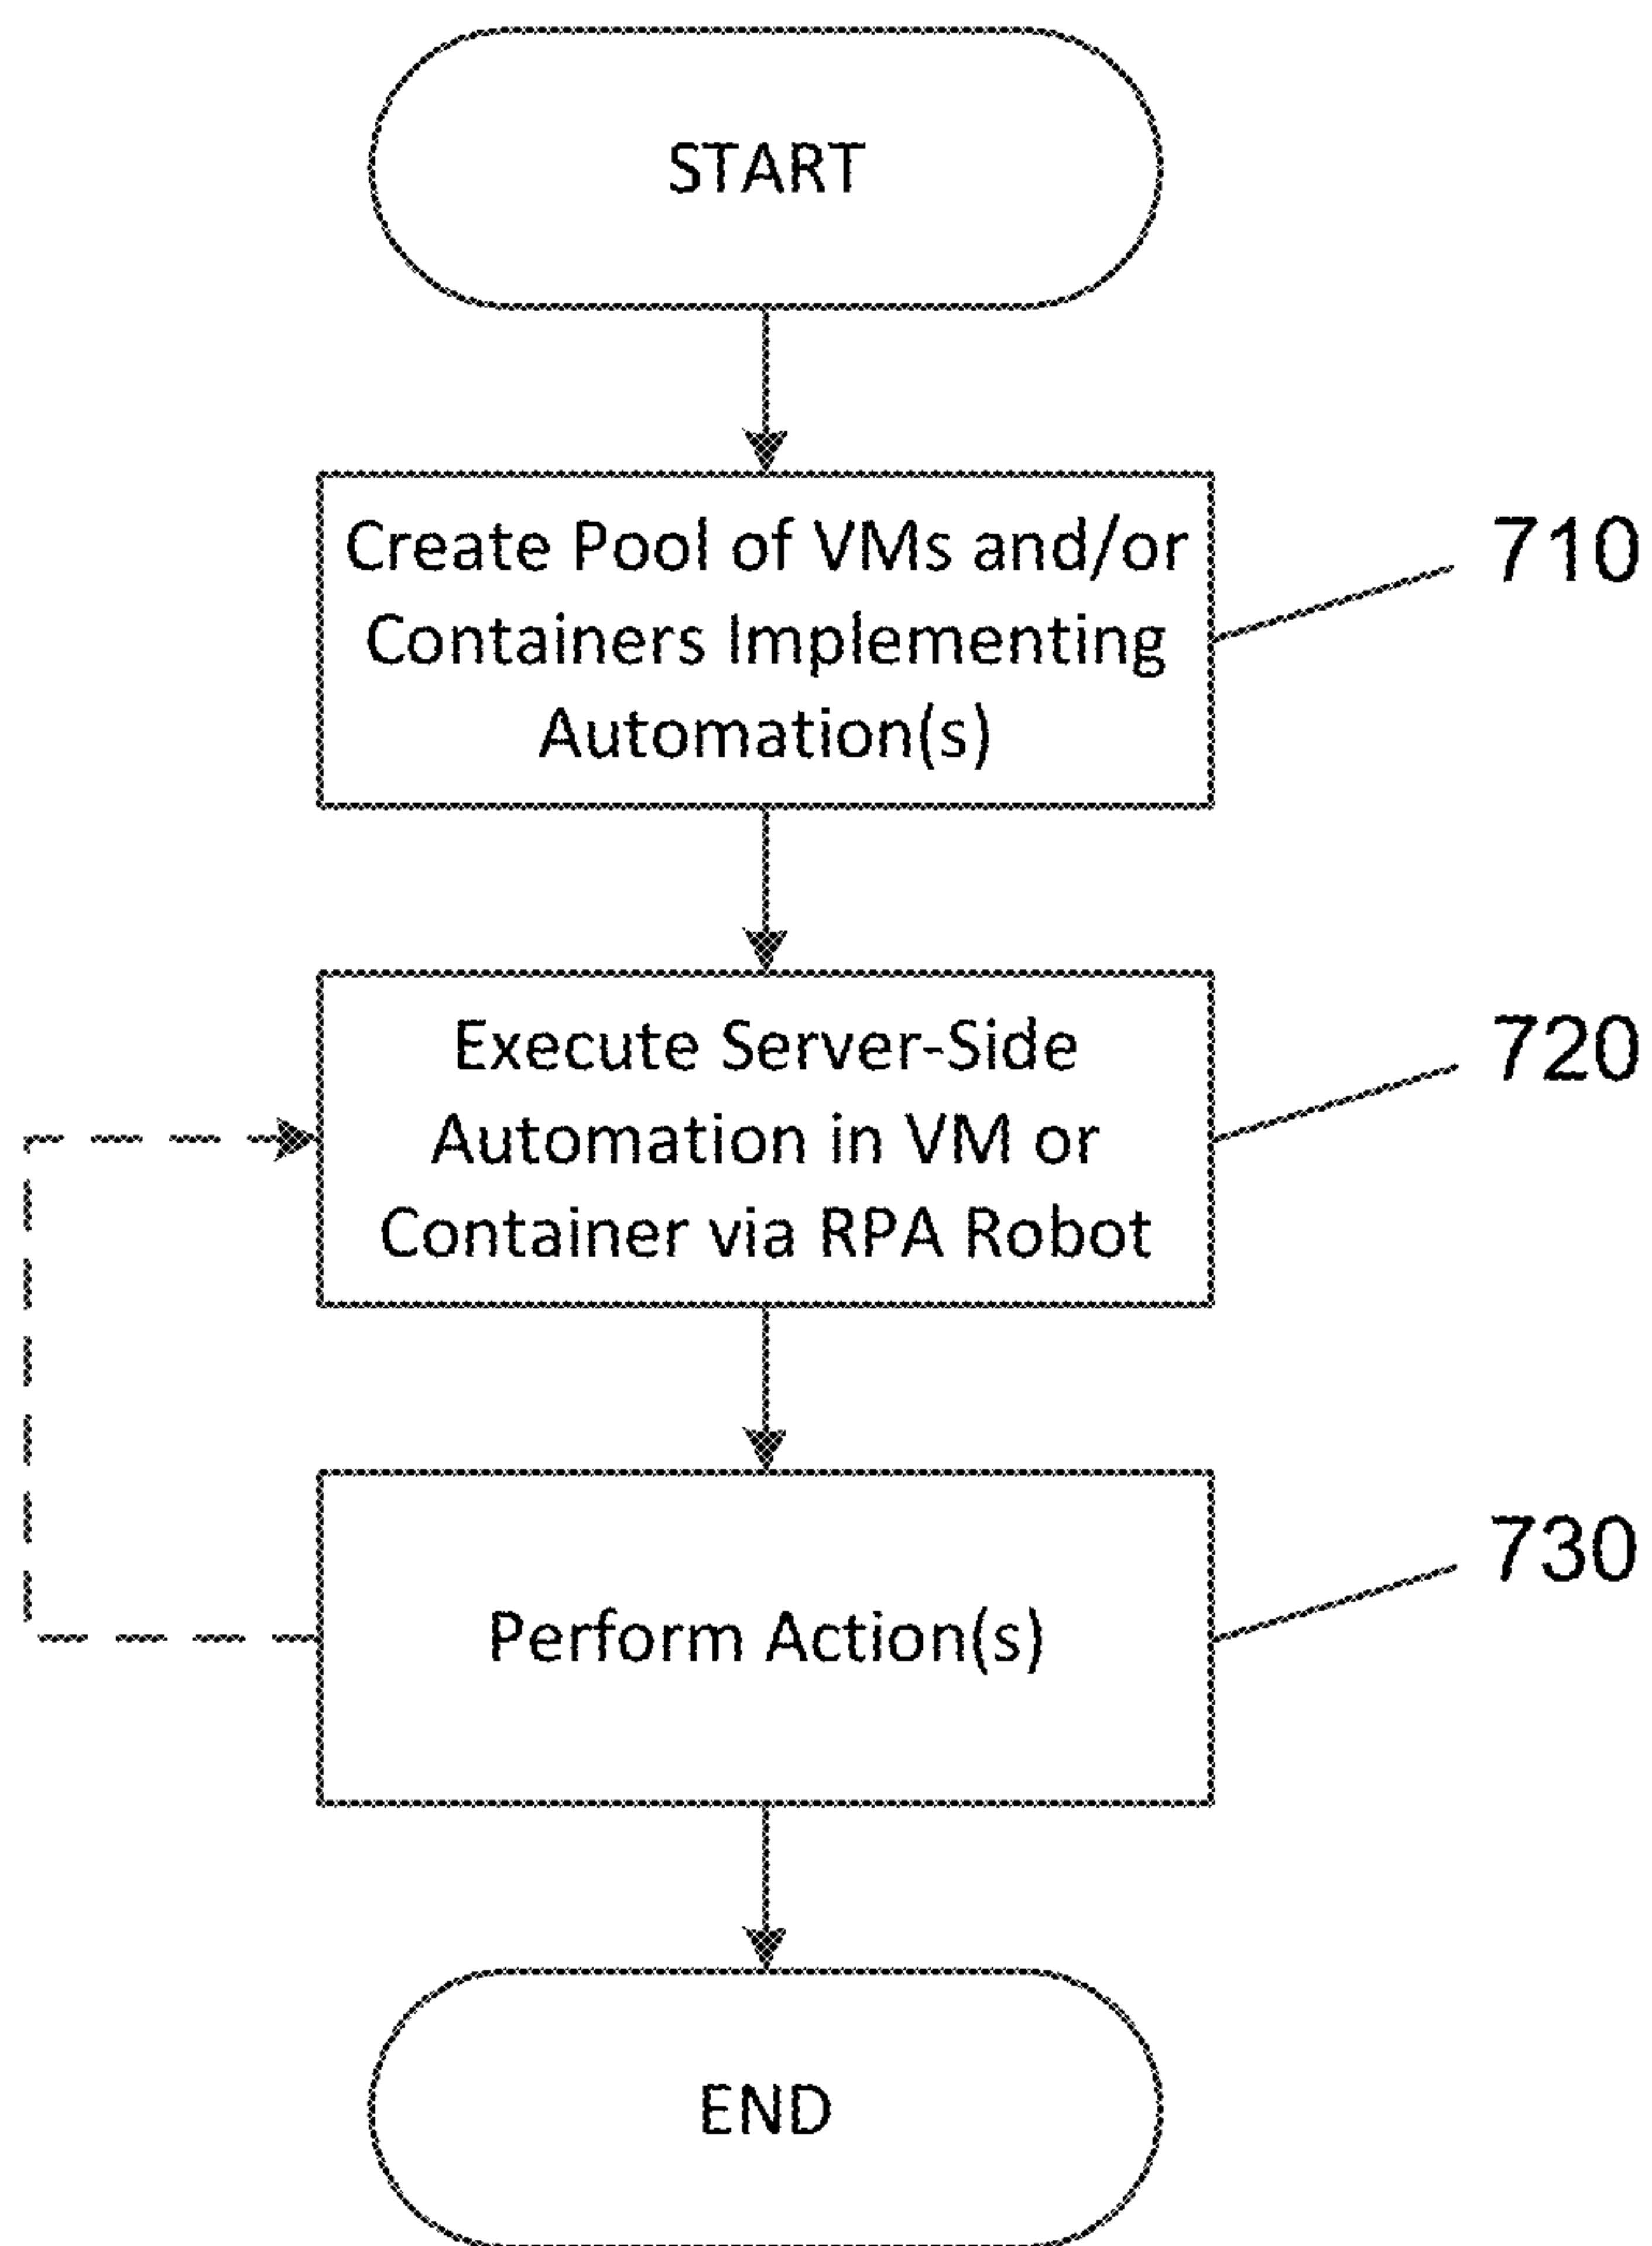 START
Create Pool of VMs and/or
Containers Implementing
Automation(s)
710
Execute Server-Side
Automation in VM or
Container via RPA Robot
720
Perform Action(s)
730
END